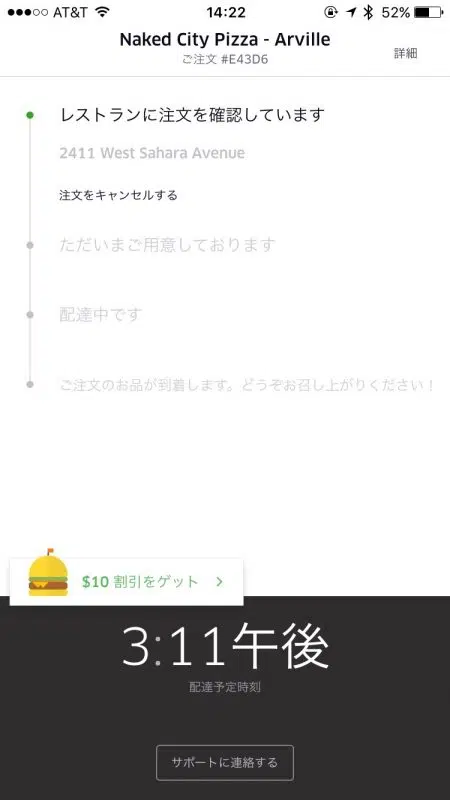 AT&T 14:22 52%
Naked City Pizza - Arville
ご注文 #E43D6
詳細
レストランに注文を確認しています
2411 West Sahara Avenue
注文をキャンセルする
ただいまご用意しております
配達中です
ご注文のお品が到着します。どうぞお召し上がりください！
$10 割引をゲット
3:11午後
配達予定時刻
サポートに連絡する